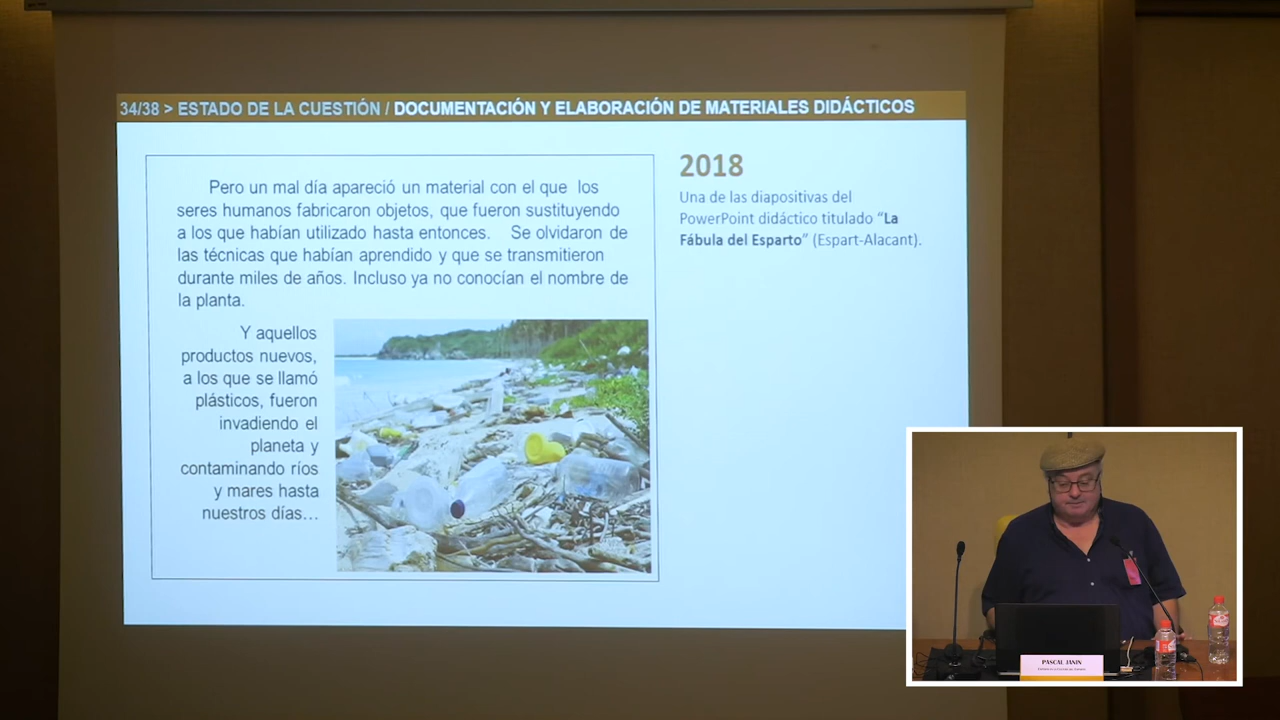 34/38 > ESTADO DE LA CUESTIÓN / DOCUMENTACIÓN Y ELABORACIÓN DE MATERIALES DIDÁCTICOS
Pero un mal día apareció un material con el que los
seres humanos fabricaron objetos, que fueron sustituyendo
a los que habían utilizado hasta entonces. Se olvidaron de
las técnicas que habían aprendido y que se transmitieron
durante miles de años. Incluso ya no conocían el nombre de
la planta.
Y aquellos
productos nuevos,
a los que se llamó
plásticos, fueron
invadiendo el
planeta y
contaminando ríos
y mares hasta
nuestros días...
2018
Una de las diapositivas del
PowerPoint didáctico titulado “La
Fábula del Esparto” (Espart-Alacant).
PASCAL JANIN